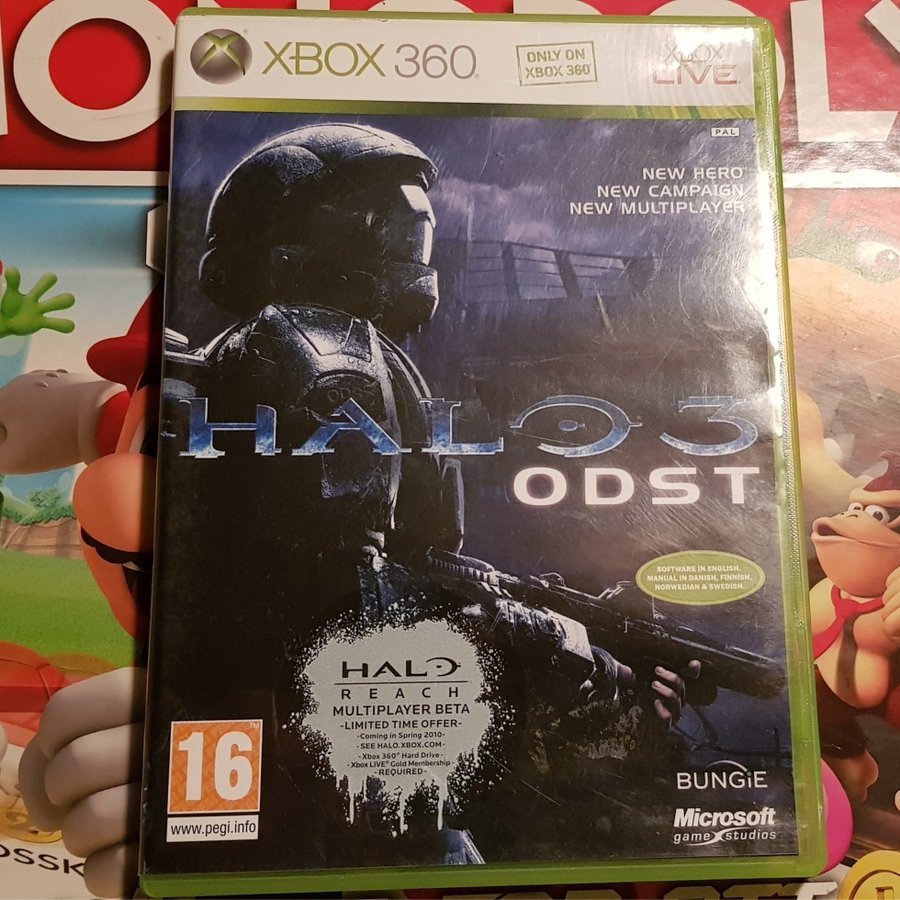 MONOPOLY
XBOX 360
ONLY ON
XBOX 360
XBOX
LIVE
PAL
NEW HERO
NEW CAMPAIGN
NEW MULTIPLAYER
HALO 3
ODST
SOFTWARE IN ENGLISH.
MANUAL IN DANISH, FINNISH,
NORWEGIAN & SWEDISH.
HALO
REACH
MULTIPLAYER BETA
-LIMITED TIME OFFER-
-Coming in Spring 2010-
- SEE HALO.XBOX.COM -
- Xbox 360® Hard Drive -
- Xbox LIVE® Gold Membership -
- REQUIRED -
16
www.pegi.info
BUNGiE
Microsoft
game studios